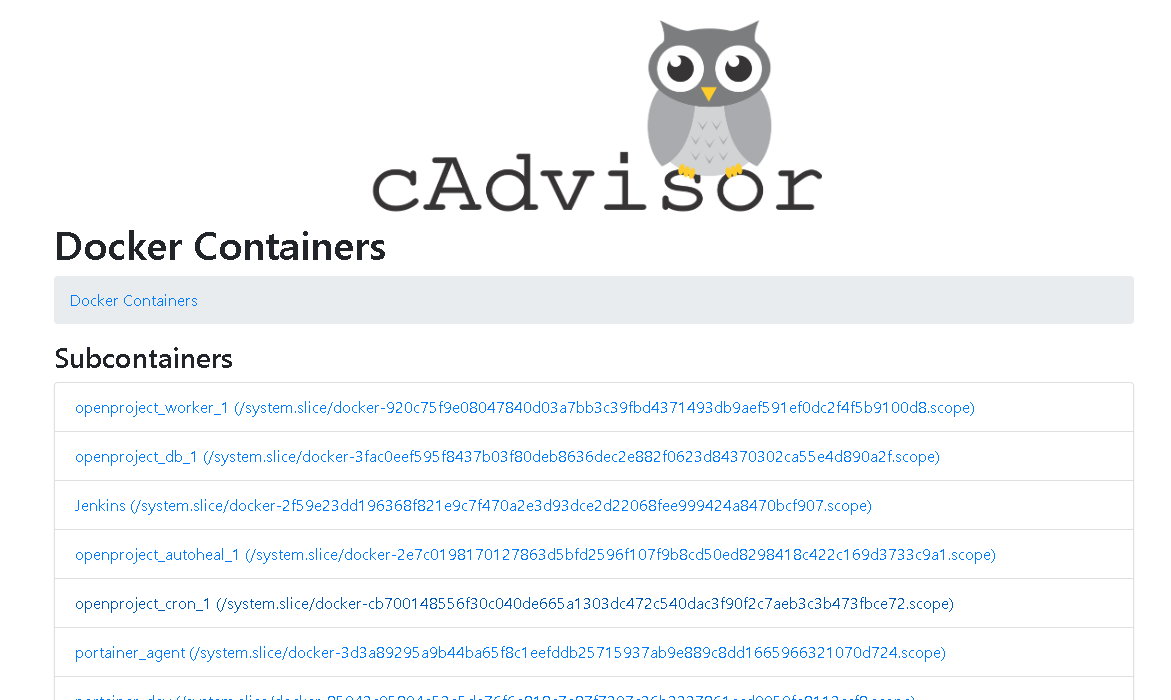 cAdvisor
Docker Containers
Docker Containers
Subcontainers
openproject_worker_1 (/system.slice/docker-920c75f9e08047840d03a7bb3c39fbd4371493db9aef591ef0dc2f4f5b9100d8.scope)
openproject_db_1 (/system.slice/docker-3fac0eef595f8437b03f80deb8636dec2e882f0623d84370302ca55e4d890a2f.scope)
Jenkins (/system.slice/docker-2f59e23dd196368f821e9c7f470a2e3d93dce2d22068fee999424a8470bcf907.scope)
openproject_autoheal_1 (/system.slice/docker-2e7c0198170127863d5bfd2596f107f9b8cd50ed8298418c422c169d3733c9a1.scope)
openproject_cron_1 (/system.slice/docker-cb700148556f30c040de665a1303dc472c540dac3f90f2c7aeb3c3b473fbce72.scope)
portainer_agent (/system.slice/docker-3d3a89295a9b44ba65f8c1eefddb25715937ab9e889c8dd1665966321070d724.scope)